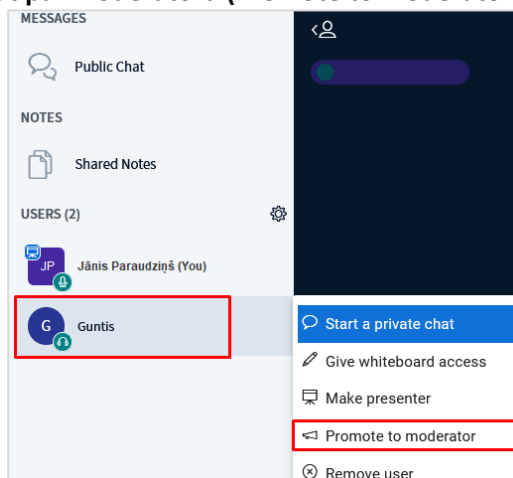 MESSAGES
Public Chat
NOTES
Shared Notes
USERS (2)
JP Jānis Paraudziņš (You)
G Guntis
Start a private chat
Give whiteboard access
Make presenter
Promote to moderator
Remove user